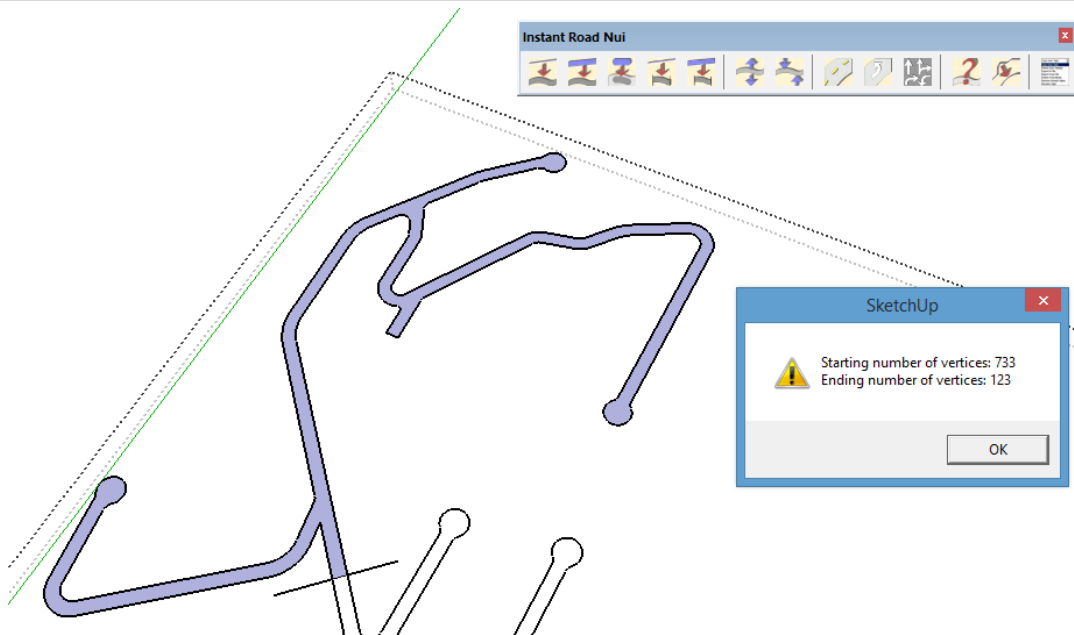 Instant Road Nui
SketchUp
Starting number of vertices: 733
Ending number of vertices: 123
OK